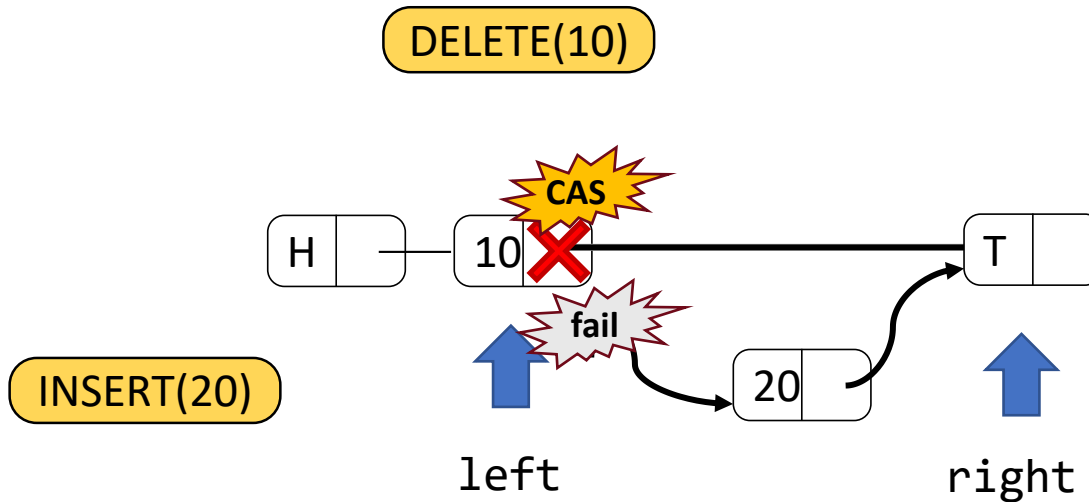 DELETE(10)
CAS
H
10
T
fail
INSERT(20)
20
left
right